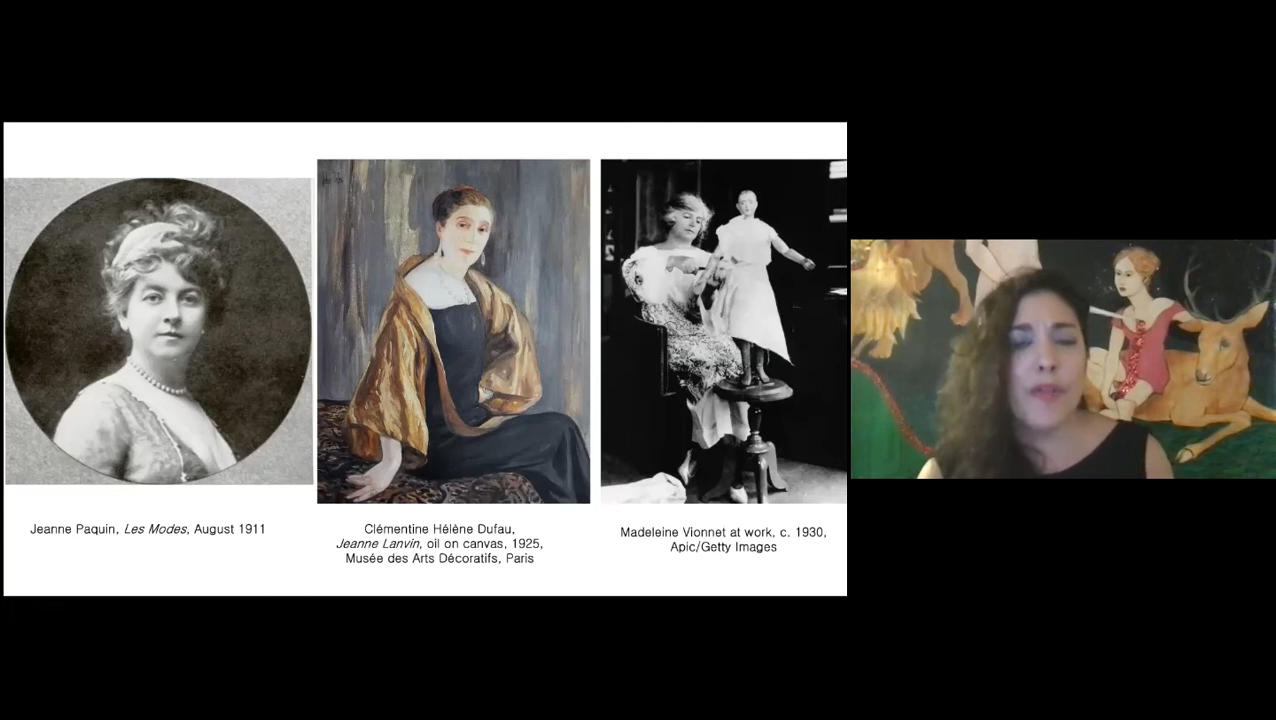 Jeanne Paquin, Les Modes, August 1911
Clémentine Hélène Dufau,
Jeanne Lanvin, oil on canvas, 1925,
Musée des Arts Décoratifs, Paris
Madeleine Vionnet at work, c. 1930,
Apic/Getty Images